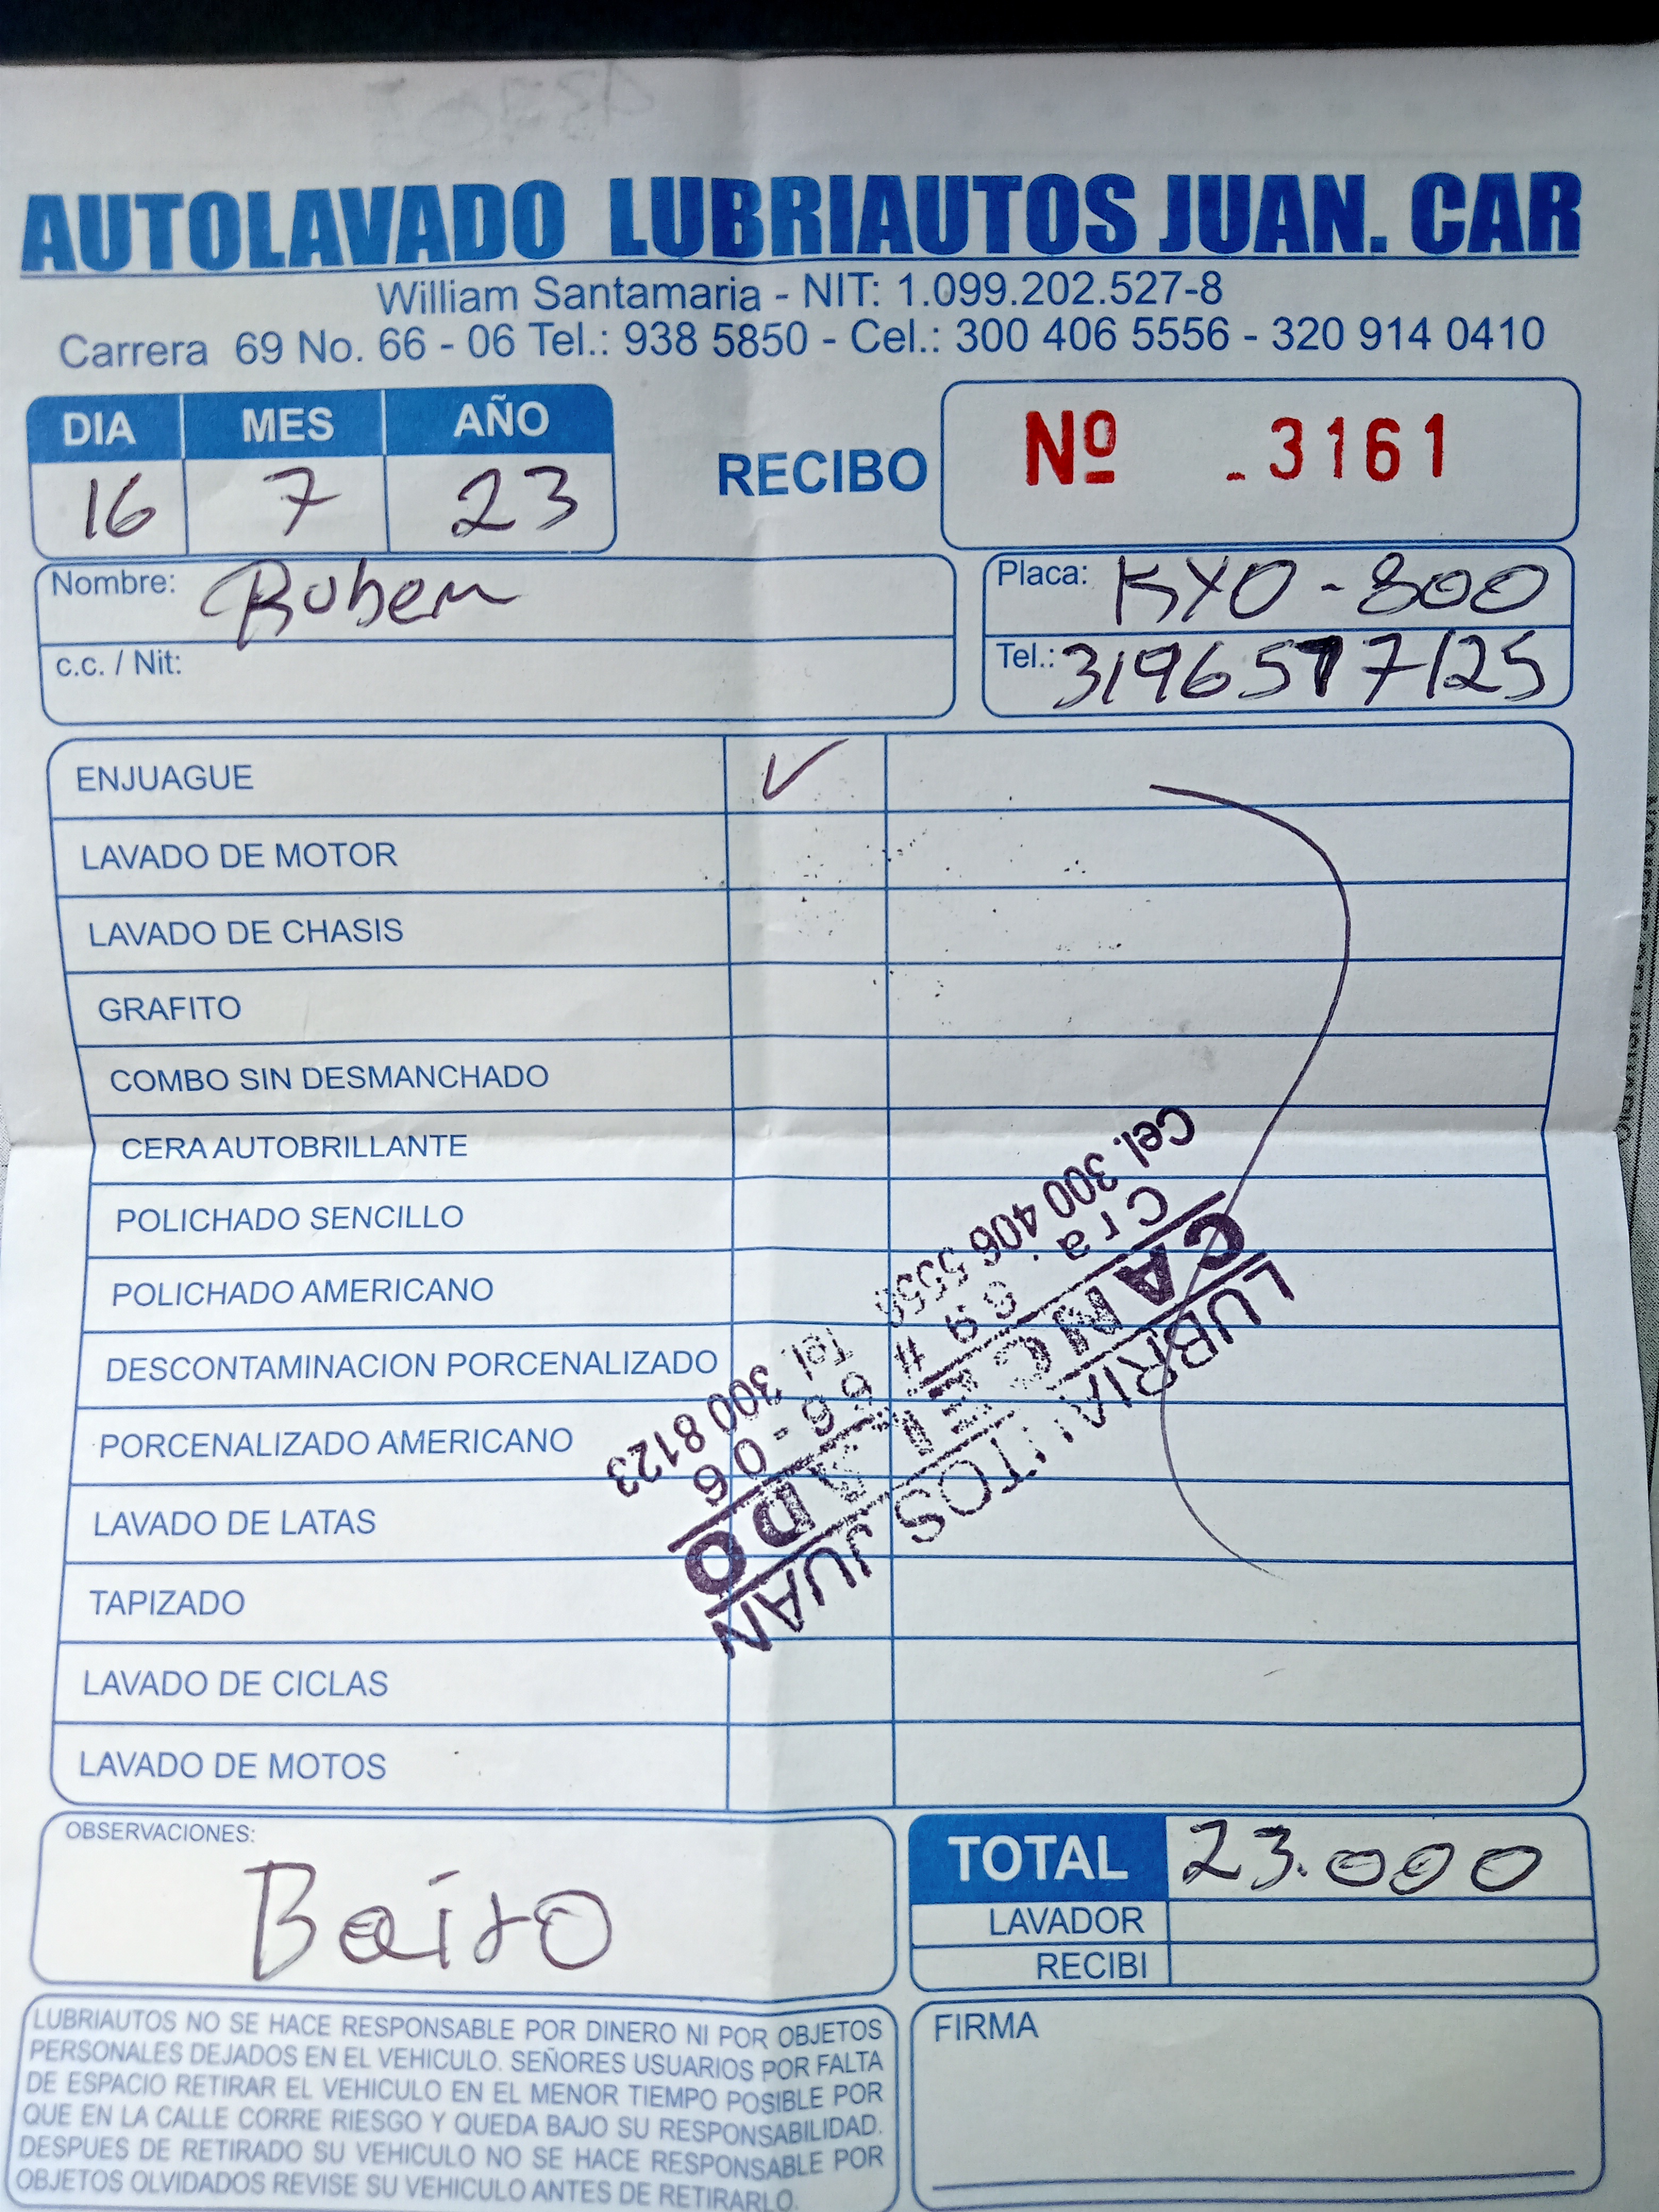 AUTOLAVADO LUBRIAUTOS JUAN. CAR
William Santamaria - NIT: 1.099.202.527-8
Carrera 69 No. 66 - 06 Tel.: 938 5850 - Cel.: 300 406 5556 - 320 914 0410
DIA MES AÑO
16 7 23
RECIBO Nº 3161
Nombre: Ruben
Placa: KYO-800
c.c. / Nit:
Tel.: 3196577125
ENJUAGUE ✓
LAVADO DE MOTOR
LAVADO DE CHASIS
GRAFITO
COMBO SIN DESMANCHADO
CERA AUTOBRILLANTE
POLICHADO SENCILLO
POLICHADO AMERICANO
DESCONTAMINACION PORCENALIZADO
PORCENALIZADO AMERICANO
LAVADO DE LATAS
TAPIZADO
LAVADO DE CICLAS
LAVADO DE MOTOS
LUBRIAUTOS JUAN
CANCELADO
Cra. 69 # 66-06
Cel. 300 406 5556 Tel. 300 8123
OBSERVACIONES:
Bairo
TOTAL 23.000
LAVADOR
RECIBI
LUBRIAUTOS NO SE HACE RESPONSABLE POR DINERO NI POR OBJETOS
PERSONALES DEJADOS EN EL VEHICULO. SEÑORES USUARIOS POR FALTA
DE ESPACIO RETIRAR EL VEHICULO EN EL MENOR TIEMPO POSIBLE POR
QUE EN LA CALLE CORRE RIESGO Y QUEDA BAJO SU RESPONSABILIDAD.
DESPUES DE RETIRADO SU VEHICULO NO SE HACE RESPONSABLE POR
OBJETOS OLVIDADOS REVISE SU VEHICULO ANTES DE RETIRARLO.
FIRMA